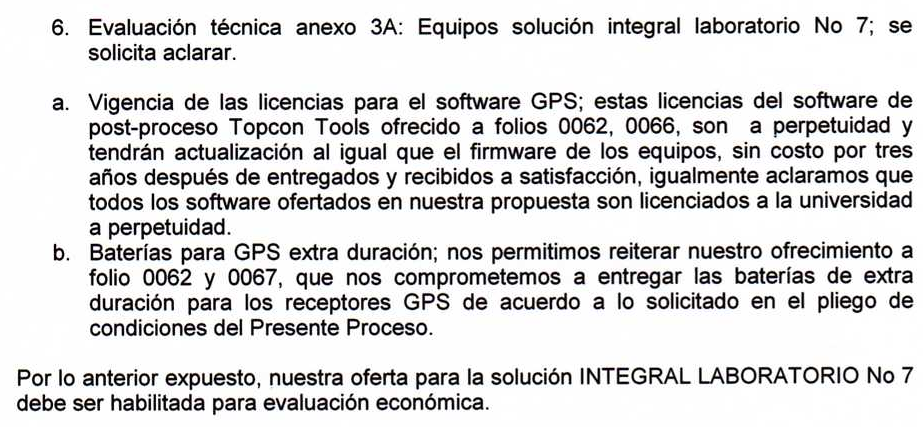 6. Evaluación técnica anexo 3A: Equipos solución integral laboratorio No 7; se
solicita aclarar.
a. Vigencia de las licencias para el software GPS; estas licencias del software de
post-proceso Topcon Tools ofrecido a folios 0062, 0066, son a perpetuidad y
tendrán actualización al igual que el firmware de los equipos, sin costo por tres
años después de entregados y recibidos a satisfacción, igualmente aclaramos que
todos los software ofertados en nuestra propuesta son licenciados a la universidad
a perpetuidad.
b. Baterías para GPS extra duración; nos permitimos reiterar nuestro ofrecimiento a
folio 0062 y 0067, que nos comprometemos a entregar las baterías de extra
duración para los receptores GPS de acuerdo a lo solicitado en el pliego de
condiciones del Presente Proceso.
Por lo anterior expuesto, nuestra oferta para la solución INTEGRAL LABORATORIO No 7
debe ser habilitada para evaluación económica.